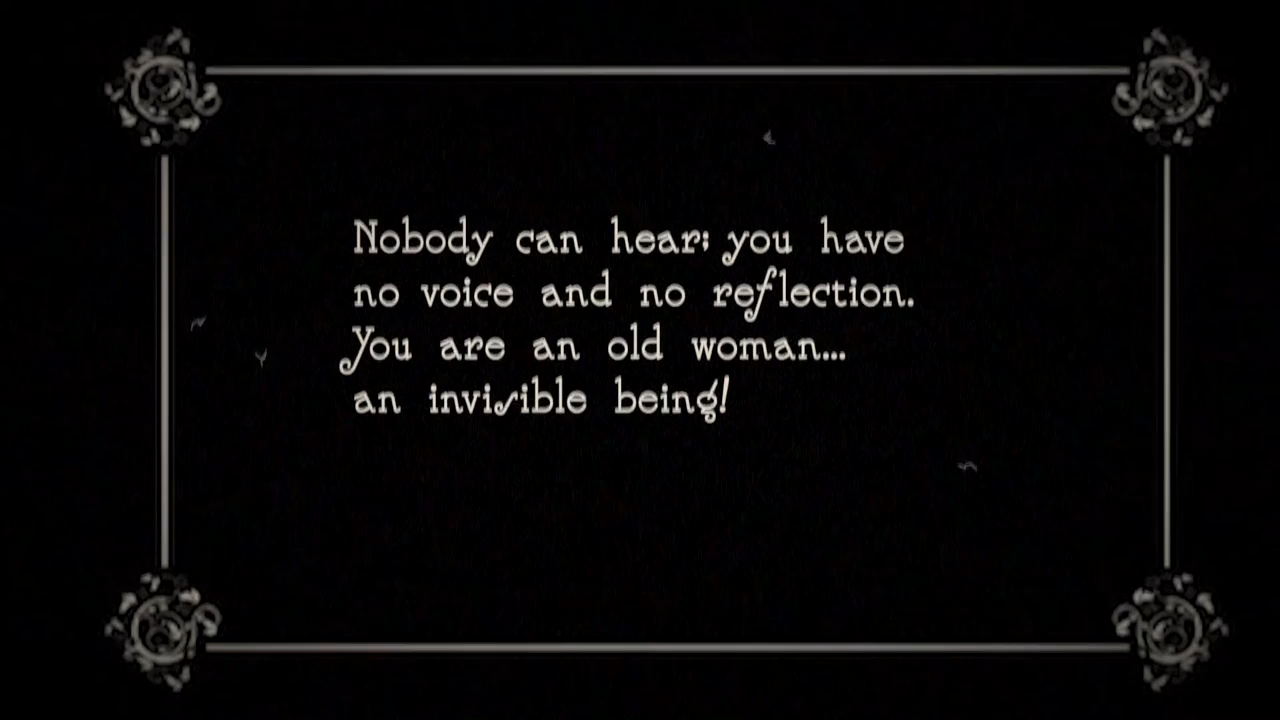 Nobody can hear; you have
no voice and no reflection.
You are an old woman...
an invisible being!